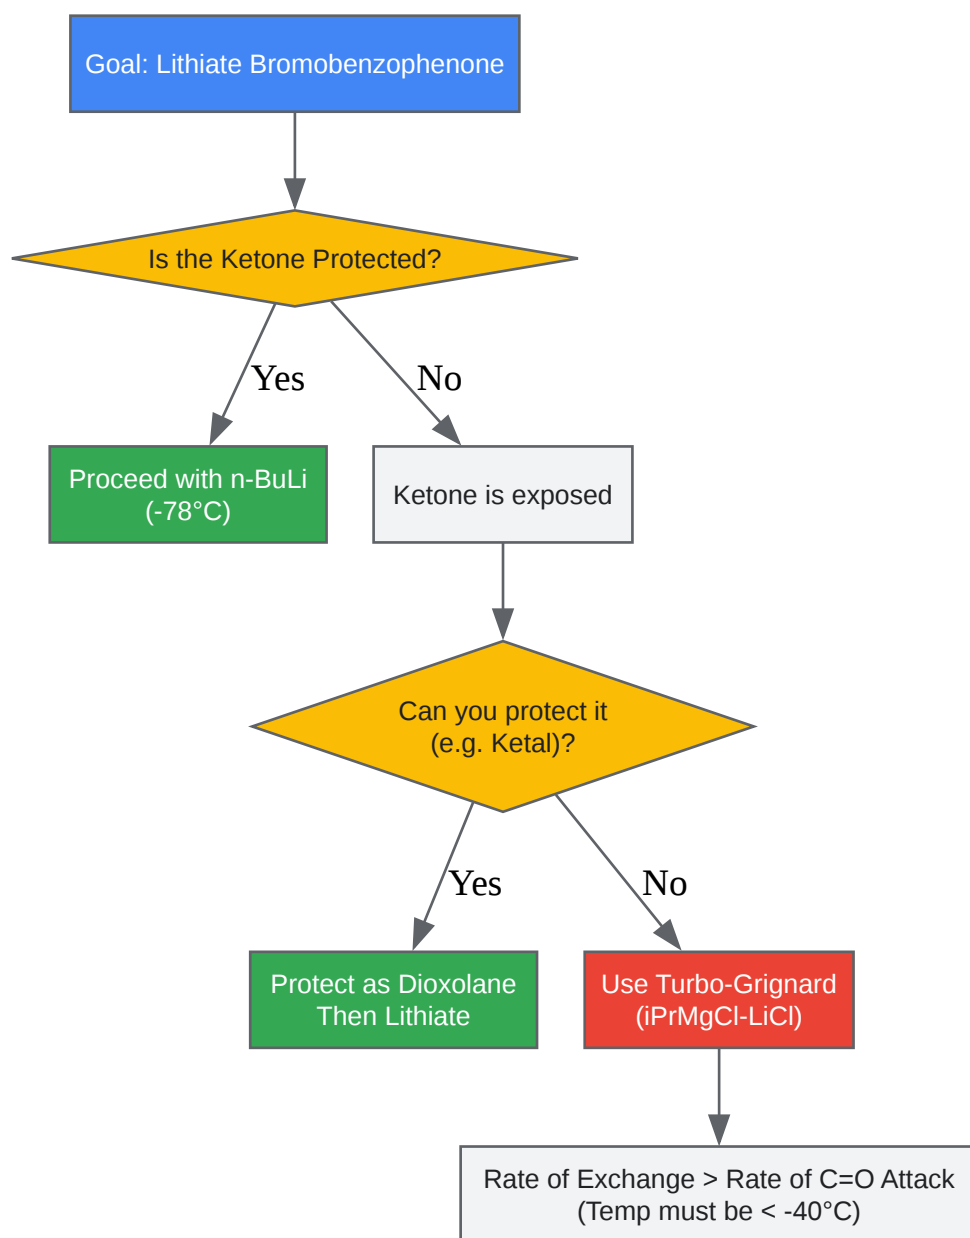 Goal: Lithiate Bromobenzophenone
Is the Ketone Protected?
Yes
No
Proceed with n-BuLi
(-78°C)
Ketone is exposed
Can you protect it
(e.g. Ketal)?
Yes
No
Protect as Dioxolane
Then Lithiate
Use Turbo-Grignard
(iPrMgCl-LiCl)
Rate of Exchange > Rate of C=O Attack
(Temp must be < -40°C)